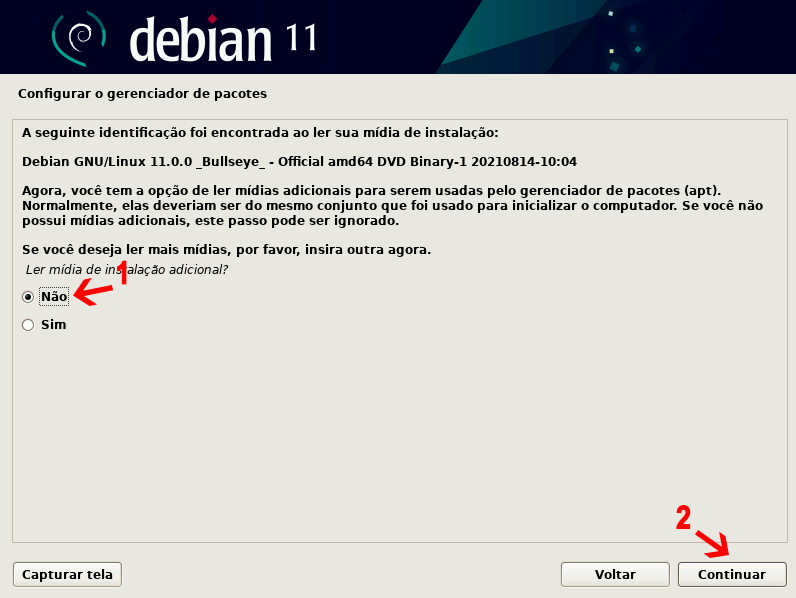 debian 11
Configurar o gerenciador de pacotes
A seguinte identificação foi encontrada ao ler sua mídia de instalação:
Debian GNU/Linux 11.0.0 _Bullseye_ - Official amd64 DVD Binary-1 20210814-10:04
Agora, você tem a opção de ler mídias adicionais para serem usadas pelo gerenciador de pacotes (apt).
Normalmente, elas deveriam ser do mesmo conjunto que foi usado para inicializar o computador. Se você não
possui mídias adicionais, este passo pode ser ignorado.
Se você deseja ler mais mídias, por favor, insira outra agora.
Ler mídia de instalação adicional?
1
Não
Sim
2
Capturar tela
Voltar
Continuar